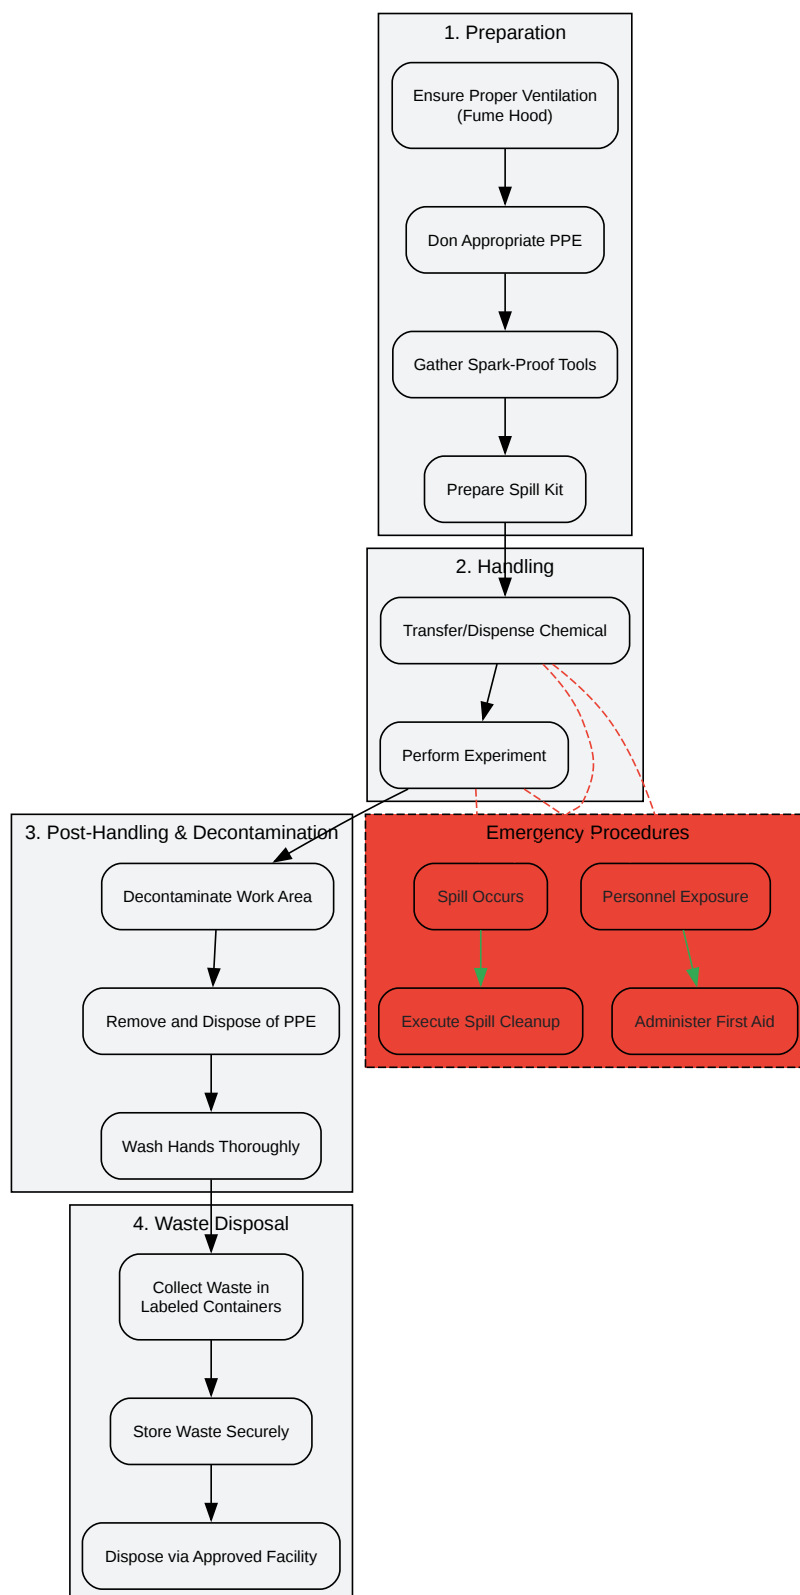 1. Preparation
Ensure Proper Ventilation
(Fume Hood)
Don Appropriate PPE
Gather Spark-Proof Tools
Prepare Spill Kit
2. Handling
Transfer/Dispense Chemical
Perform Experiment
3. Post-Handling & Decontamination
Decontaminate Work Area
Remove and Dispose of PPE
Wash Hands Thoroughly
Emergency Procedures
Spill Occurs
Personnel Exposure
Execute Spill Cleanup
Administer First Aid
4. Waste Disposal
Collect Waste in
Labeled Containers
Store Waste Securely
Dispose via Approved Facility